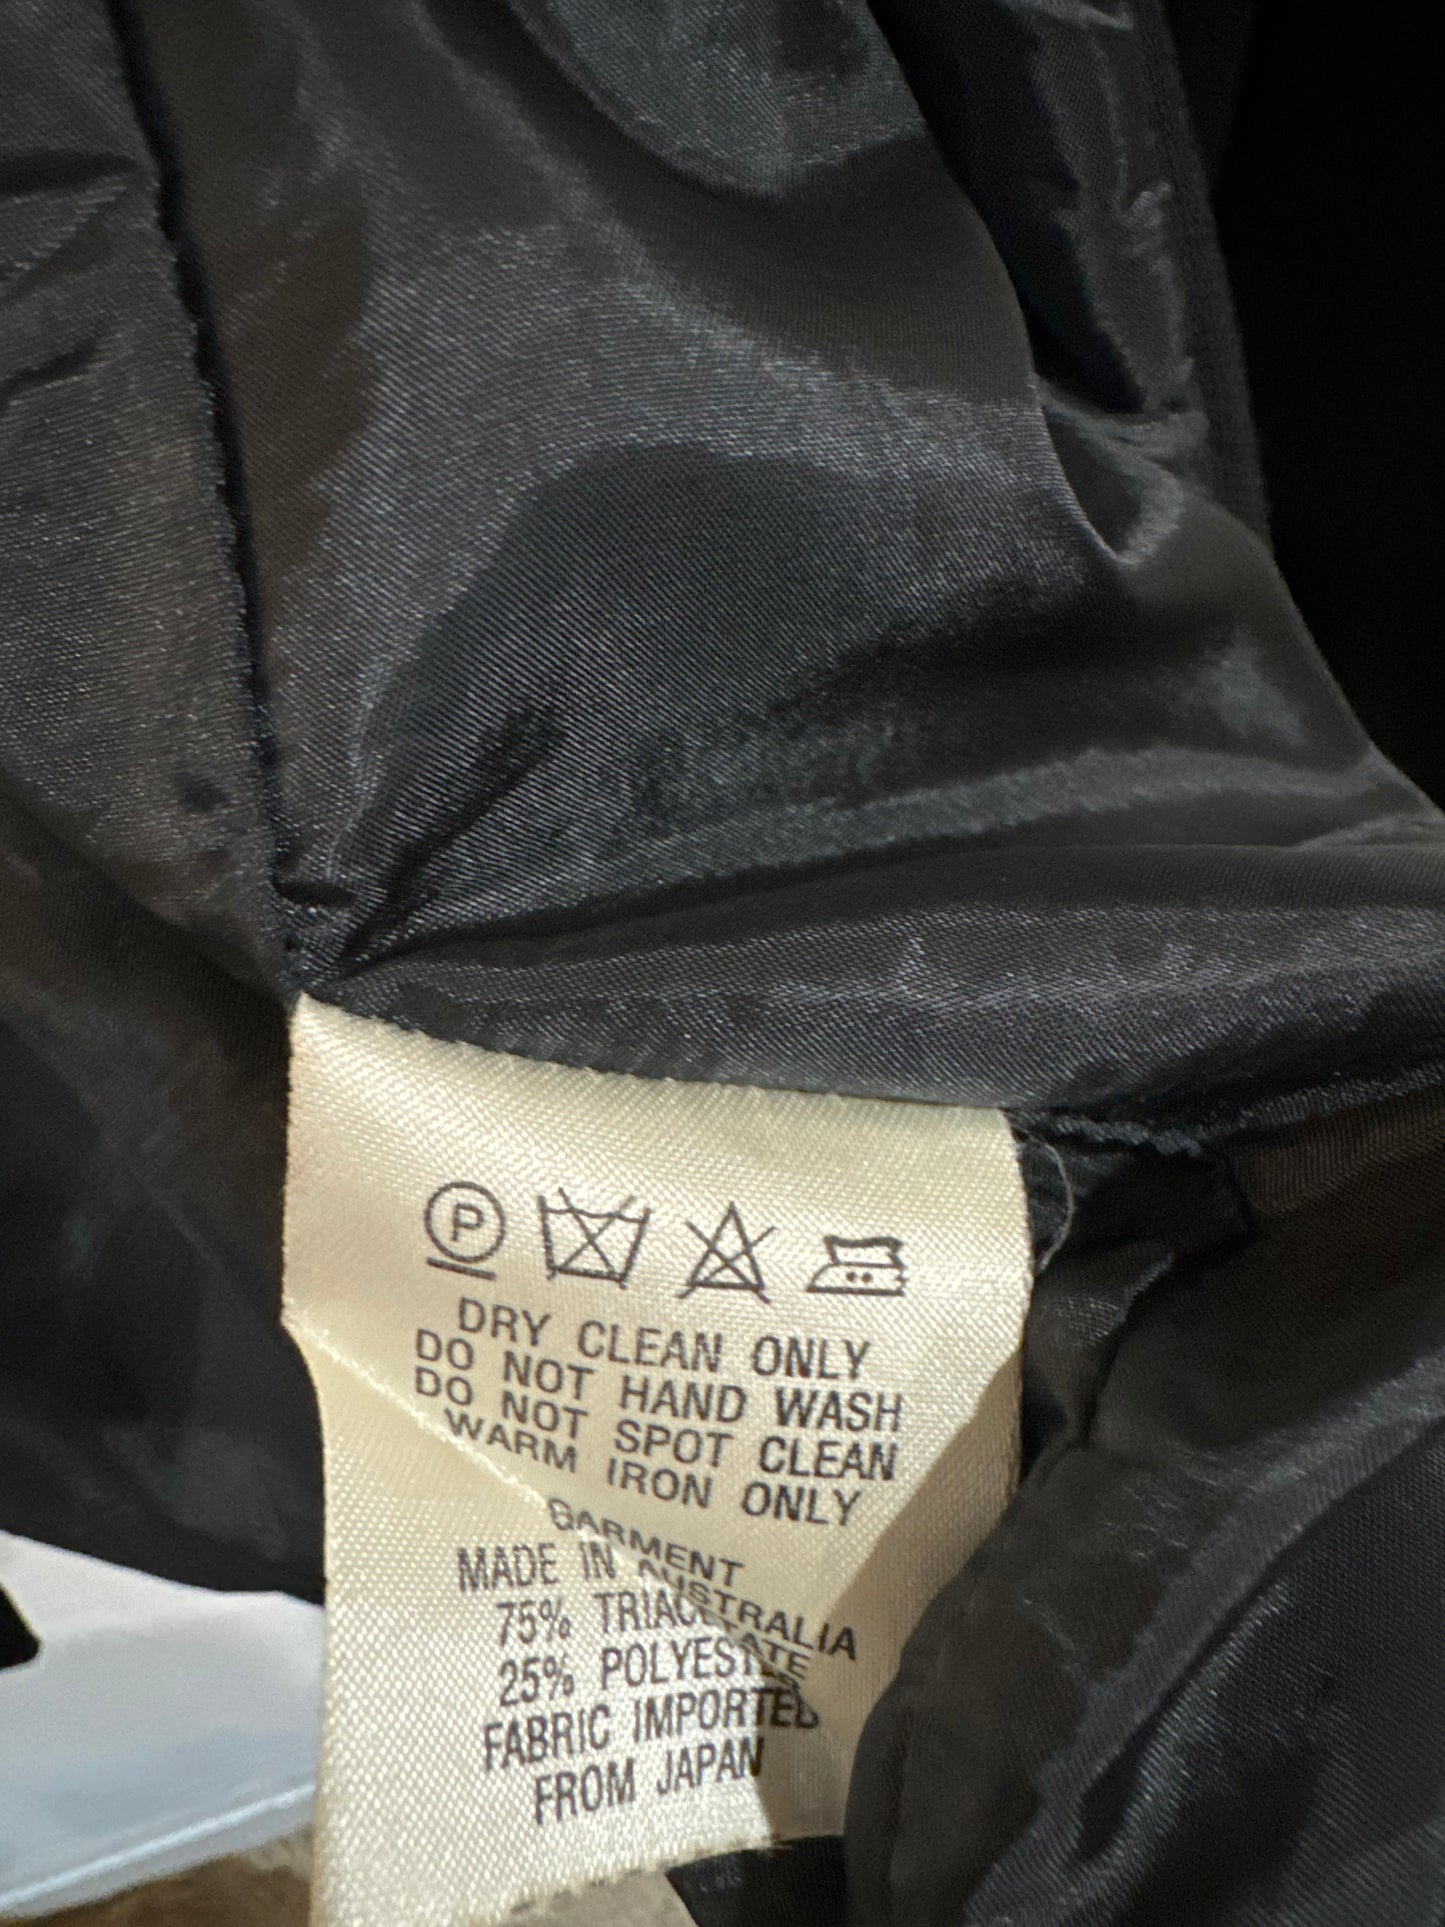 P
DRY CLEAN ONLY
DO NOT HAND WASH
DO NOT SPOT CLEAN
WARM IRON ONLY
GARMENT
MADE IN AUSTRALIA
75% TRIACETATE
25% POLYESTER
FABRIC IMPORTED
FROM JAPAN